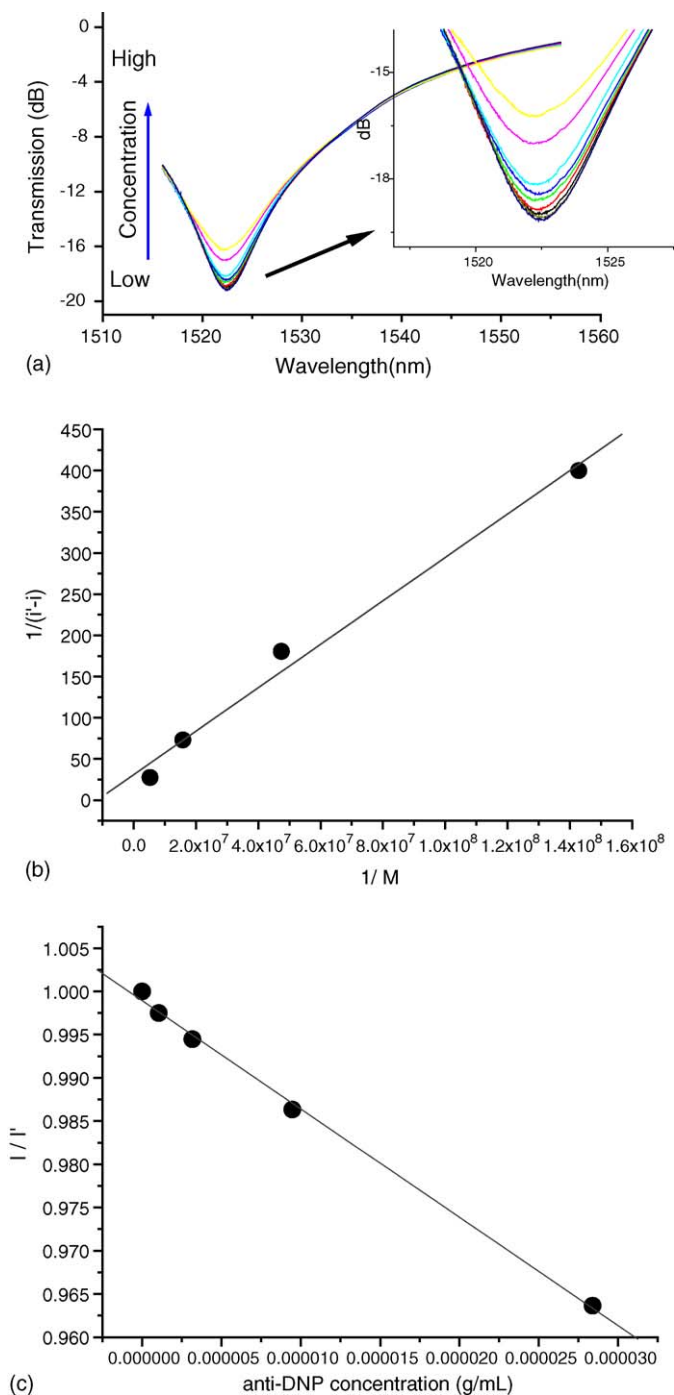 0
-4
-8
-12
-16
-20
Transmission (dB)
High
Concentration
Low
-15
-18
dB
1520 1525
Wavelength(nm)
1510 1520 1530 1540 1550 1560
Wavelength(nm)
(a)
450
400
350
300
250
200
150
100
50
0
1/(i'-i)
0.0 2.0x10⁷ 4.0x10⁷ 6.0x10⁷ 8.0x10⁷ 1.0x10⁸ 1.2x10⁸ 1.4x10⁸ 1.6x10⁸
1/ M
(b)
1.005
1.000
0.995
0.990
0.985
0.980
0.975
0.970
0.965
0.960
I / I'
0.000000 0.000005 0.000010 0.000015 0.000020 0.000025 0.000030
anti-DNP concentration (g/mL)
(c)